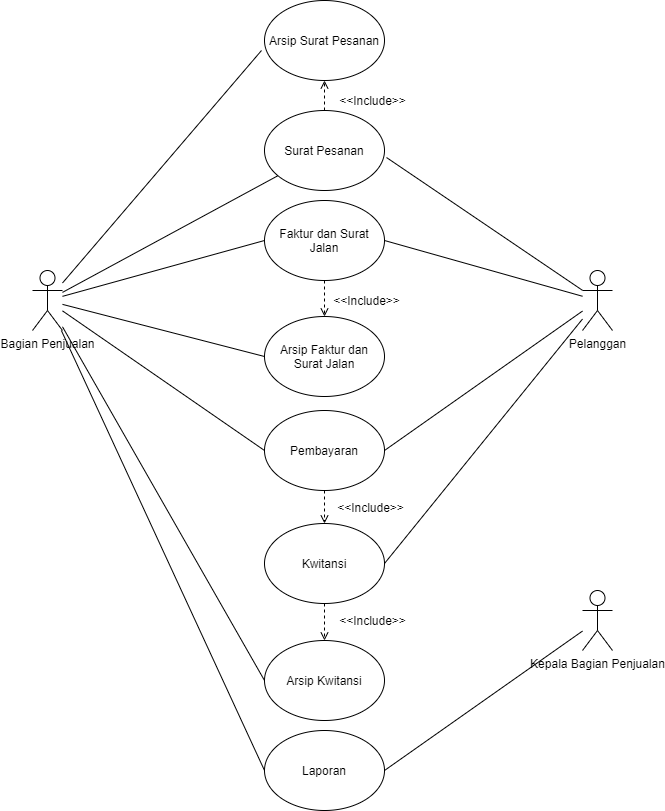 Arsip Surat Pesanan
<<Include>>
Surat Pesanan
Faktur dan Surat
Jalan
<<Include>>
Bagian Penjualan
Pelanggan
Arsip Faktur dan
Surat Jalan
Pembayaran
<<Include>>
Kwitansi
<<Include>>
Kepala Bagian Penjualan
Arsip Kwitansi
Laporan